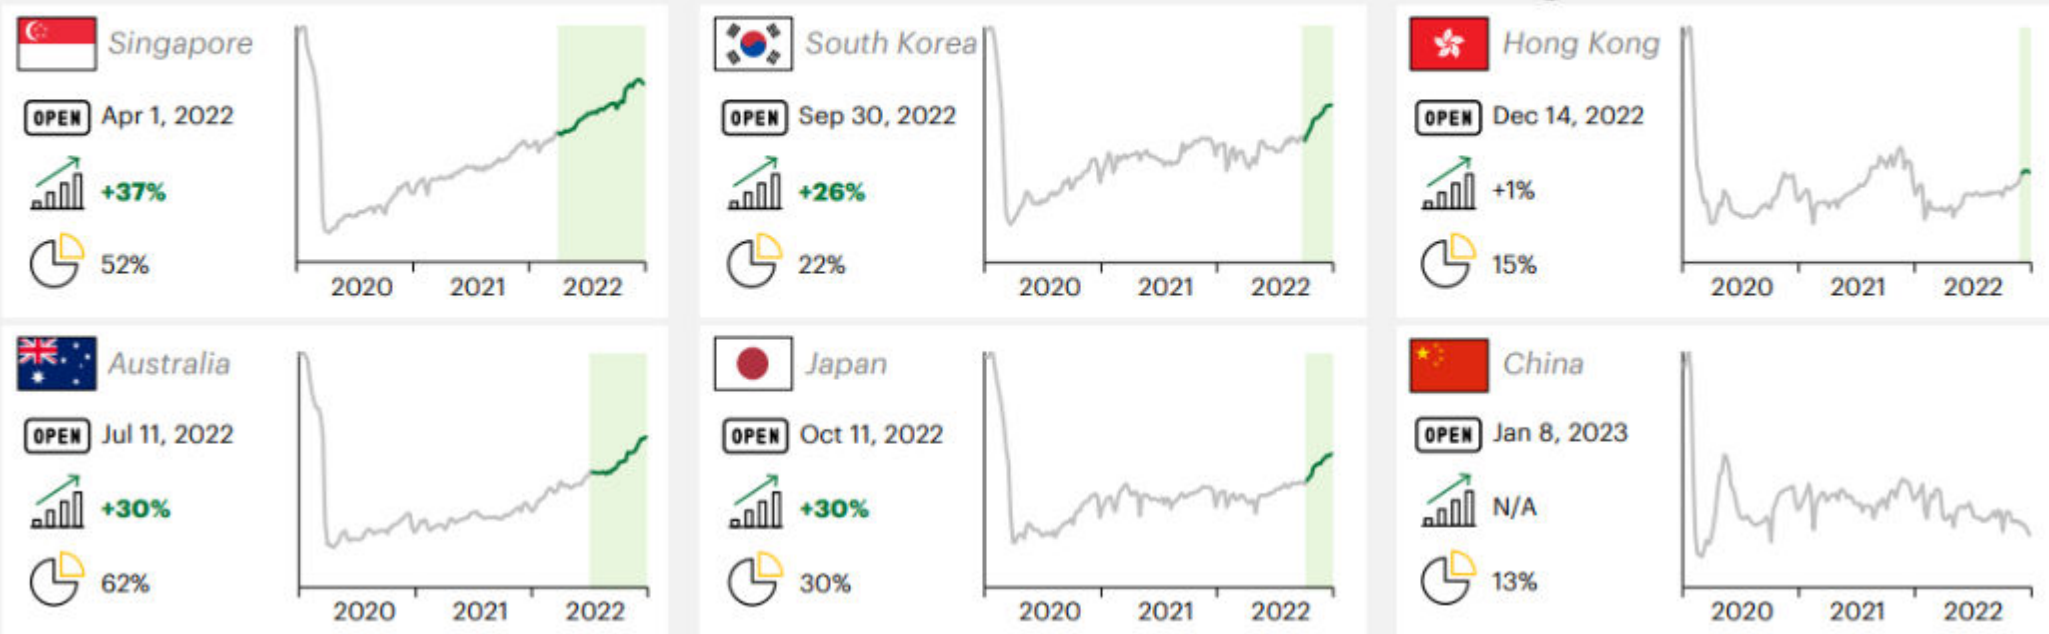 Singapore
OPEN Apr 1, 2022
+37%
52%
2020 2021 2022
South Korea
OPEN Sep 30, 2022
+26%
22%
2020 2021 2022
Hong Kong
OPEN Dec 14, 2022
+1%
15%
2020 2021 2022
Australia
OPEN Jul 11, 2022
+30%
62%
2020 2021 2022
Japan
OPEN Oct 11, 2022
+30%
30%
2020 2021 2022
China
OPEN Jan 8, 2023
N/A
13%
2020 2021 2022